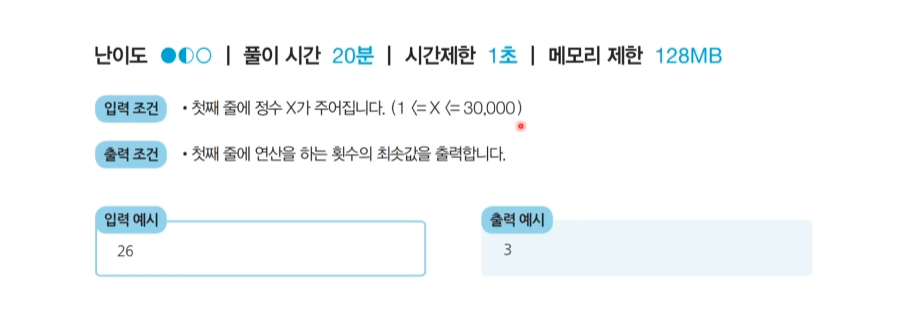 난이도 ●◐○ | 풀이 시간 20분 | 시간제한 1초 | 메모리 제한 128MB
입력 조건 • 첫째 줄에 정수 X가 주어집니다. (1 <= X <= 30,000)
출력 조건 • 첫째 줄에 연산을 하는 횟수의 최솟값을 출력합니다.
입력 예시
26
출력 예시
3